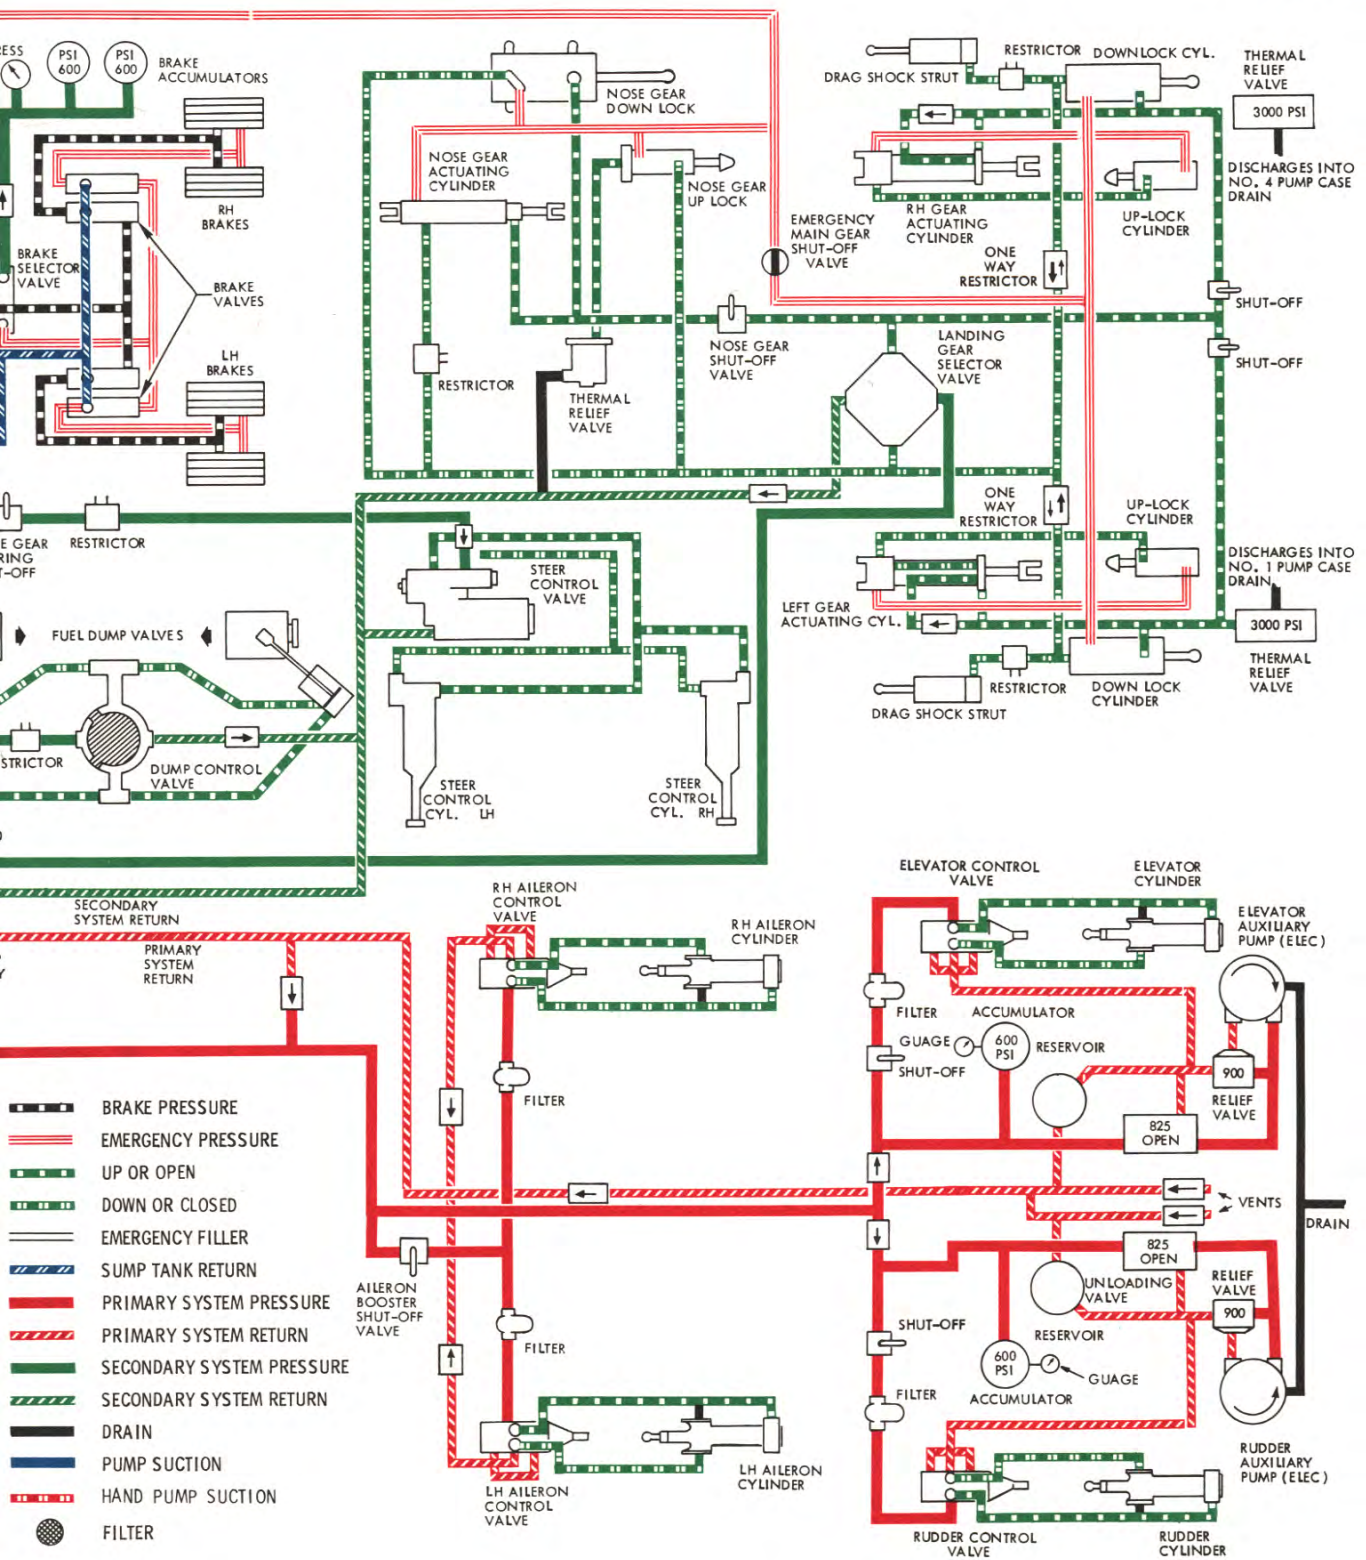 PSI
600
PSI
600
BRAKE
ACCUMULATORS
RH
BRAKES
BRAKE
SELECTOR
VALVE
BRAKE
VALVES
LH
BRAKES
NOSE GEAR
DOWN LOCK
NOSE GEAR
ACTUATING
CYLINDER
NOSE GEAR
UP LOCK
RESTRICTOR
THERMAL
RELIEF
VALVE
NOSE GEAR
SHUT-OFF
VALVE
EMERGENCY
MAIN GEAR
SHUT-OFF
VALVE
LANDING
GEAR
SELECTOR
VALVE
DRAG SHOCK STRUT
RESTRICTOR
DOWNLOCK CYL.
THERMAL
RELIEF
VALVE
3000 PSI
DISCHARGES INTO
NO. 4 PUMP CASE
DRAIN
RH GEAR
ACTUATING
CYLINDER
UP-LOCK
CYLINDER
ONE
WAY
RESTRICTOR
SHUT-OFF
SHUT-OFF
ONE
WAY
RESTRICTOR
UP-LOCK
CYLINDER
DISCHARGES INTO
NO. 1 PUMP CASE
DRAIN
3000 PSI
THERMAL
RELIEF
VALVE
LEFT GEAR
ACTUATING CYL.
DRAG SHOCK STRUT
RESTRICTOR
DOWN LOCK
CYLINDER
E GEAR
RING
T-OFF
RESTRICTOR
STEER
CONTROL
VALVE
FUEL DUMP VALVES
STRICTOR
DUMP CONTROL
VALVE
STEER
CONTROL
CYL. LH
STEER
CONTROL
CYL. RH
SECONDARY
SYSTEM RETURN
PRIMARY
SYSTEM
RETURN
RH AILERON
CONTROL
VALVE
RH AILERON
CYLINDER
FILTER
AILERON
BOOSTER
SHUT-OFF
VALVE
FILTER
LH AILERON
CONTROL
VALVE
LH AILERON
CYLINDER
ELEVATOR CONTROL
VALVE
ELEVATOR
CYLINDER
ELEVATOR
AUXILIARY
PUMP (ELEC)
FILTER
ACCUMULATOR
GUAGE
600
PSI
RESERVOIR
SHUT-OFF
900
RELIEF
VALVE
825
OPEN
VENTS
DRAIN
825
OPEN
UNLOADING
VALVE
RELIEF
VALVE
900
SHUT-OFF
RESERVOIR
600
PSI
GUAGE
ACCUMULATOR
FILTER
RUDDER
AUXILIARY
PUMP (ELEC)
RUDDER CONTROL
VALVE
RUDDER
CYLINDER
BRAKE PRESSURE
EMERGENCY PRESSURE
UP OR OPEN
DOWN OR CLOSED
EMERGENCY FILLER
SUMP TANK RETURN
PRIMARY SYSTEM PRESSURE
PRIMARY SYSTEM RETURN
SECONDARY SYSTEM PRESSURE
SECONDARY SYSTEM RETURN
DRAIN
PUMP SUCTION
HAND PUMP SUCTION
FILTER